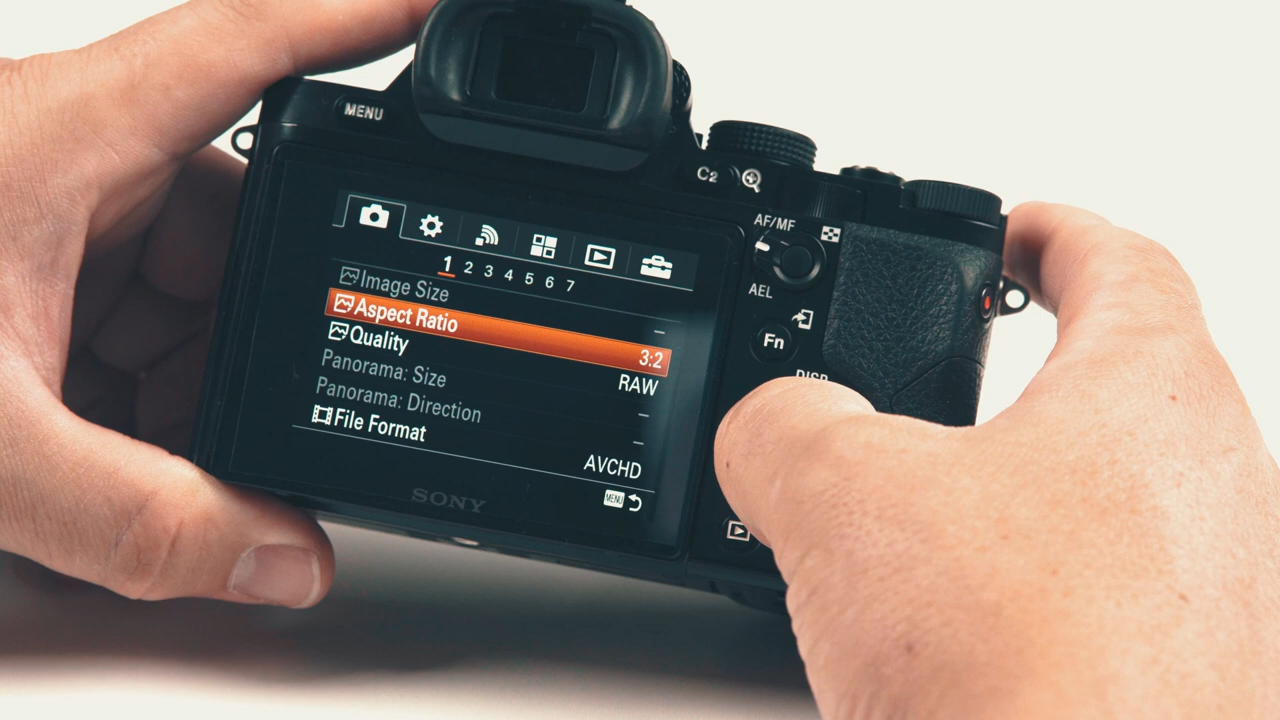 MENU
C2
AF/MF
AEL
Fn
DISP
1 2 3 4 5 6 7
Image Size –
Aspect Ratio 3:2
Quality RAW
Panorama: Size –
Panorama: Direction –
File Format AVCHD
MENU
SONY